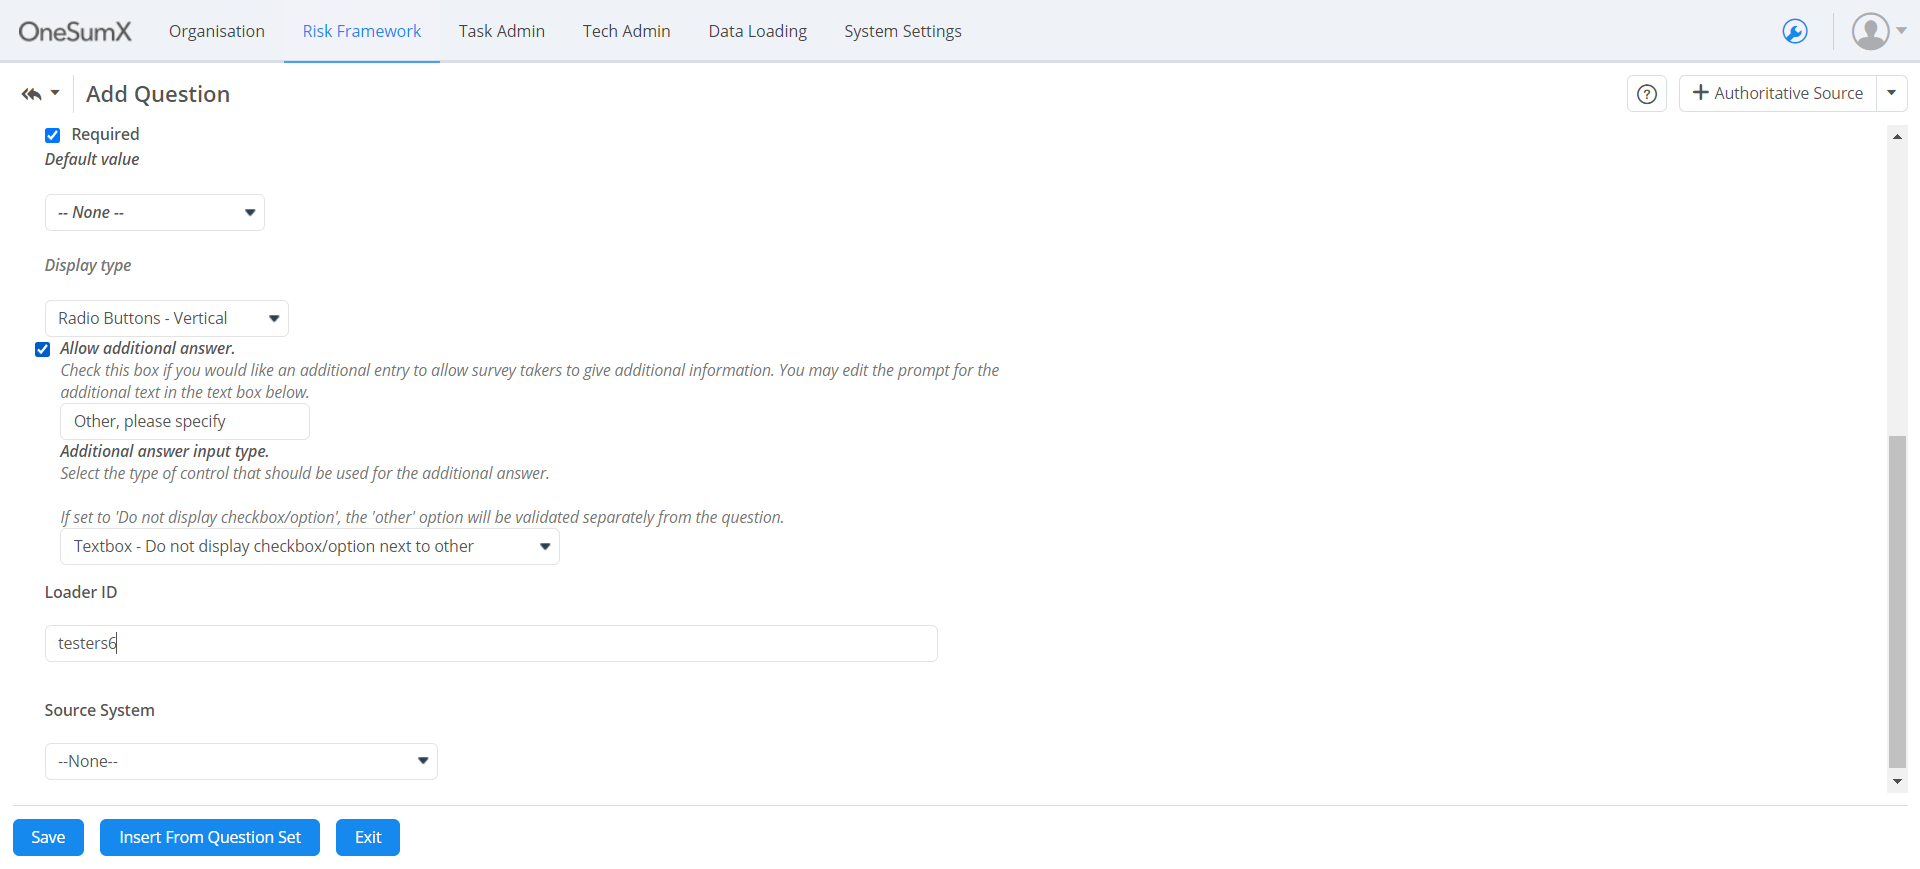 OneSumX Organisation Risk Framework Task Admin Tech Admin Data Loading System Settings
Add Question
? + Authoritative Source
Required
Default value
-- None --
Display type
Radio Buttons - Vertical
Allow additional answer.
Check this box if you would like an additional entry to allow survey takers to give additional information. You may edit the prompt for the
additional text in the text box below.
Other, please specify
Additional answer input type.
Select the type of control that should be used for the additional answer.
If set to 'Do not display checkbox/option', the 'other' option will be validated separately from the question.
Textbox - Do not display checkbox/option next to other
Loader ID
testers6
Source System
--None--
Save Insert From Question Set Exit